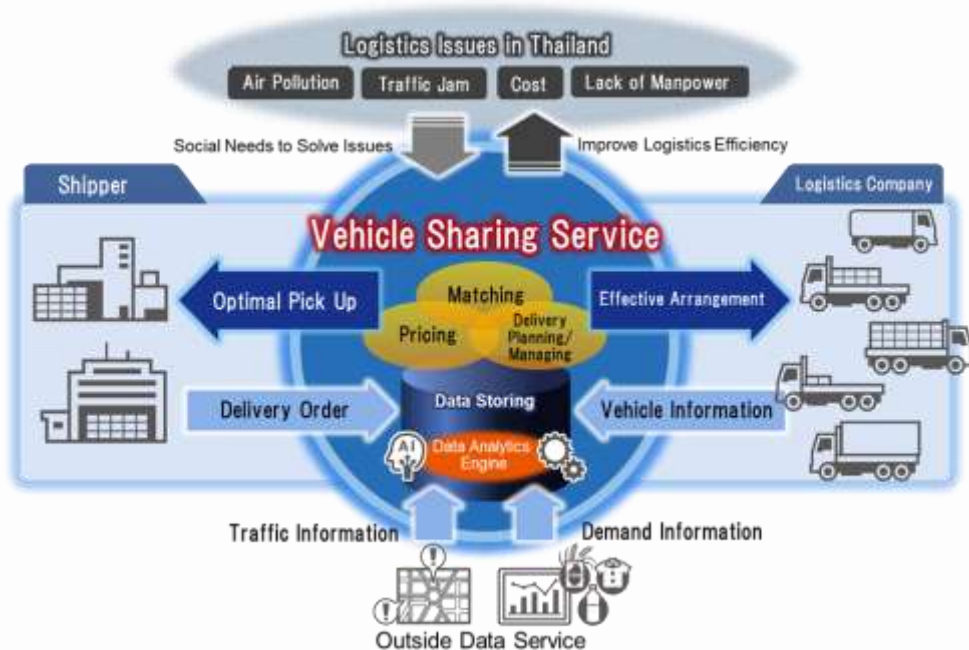 Logistics Issues in Thailand
Air Pollution
Traffic Jam
Cost
Lack of Manpower
Social Needs to Solve Issues
Improve Logistics Efficiency
Shipper
Logistics Company
Vehicle Sharing Service
Optimal Pick Up
Matching
Effective Arrangement
Pricing
Delivery
Planning/
Managing
Delivery Order
Data Storing
Vehicle Information
AI
Data Analytics
Engine
Traffic Information
Demand Information
Outside Data Service